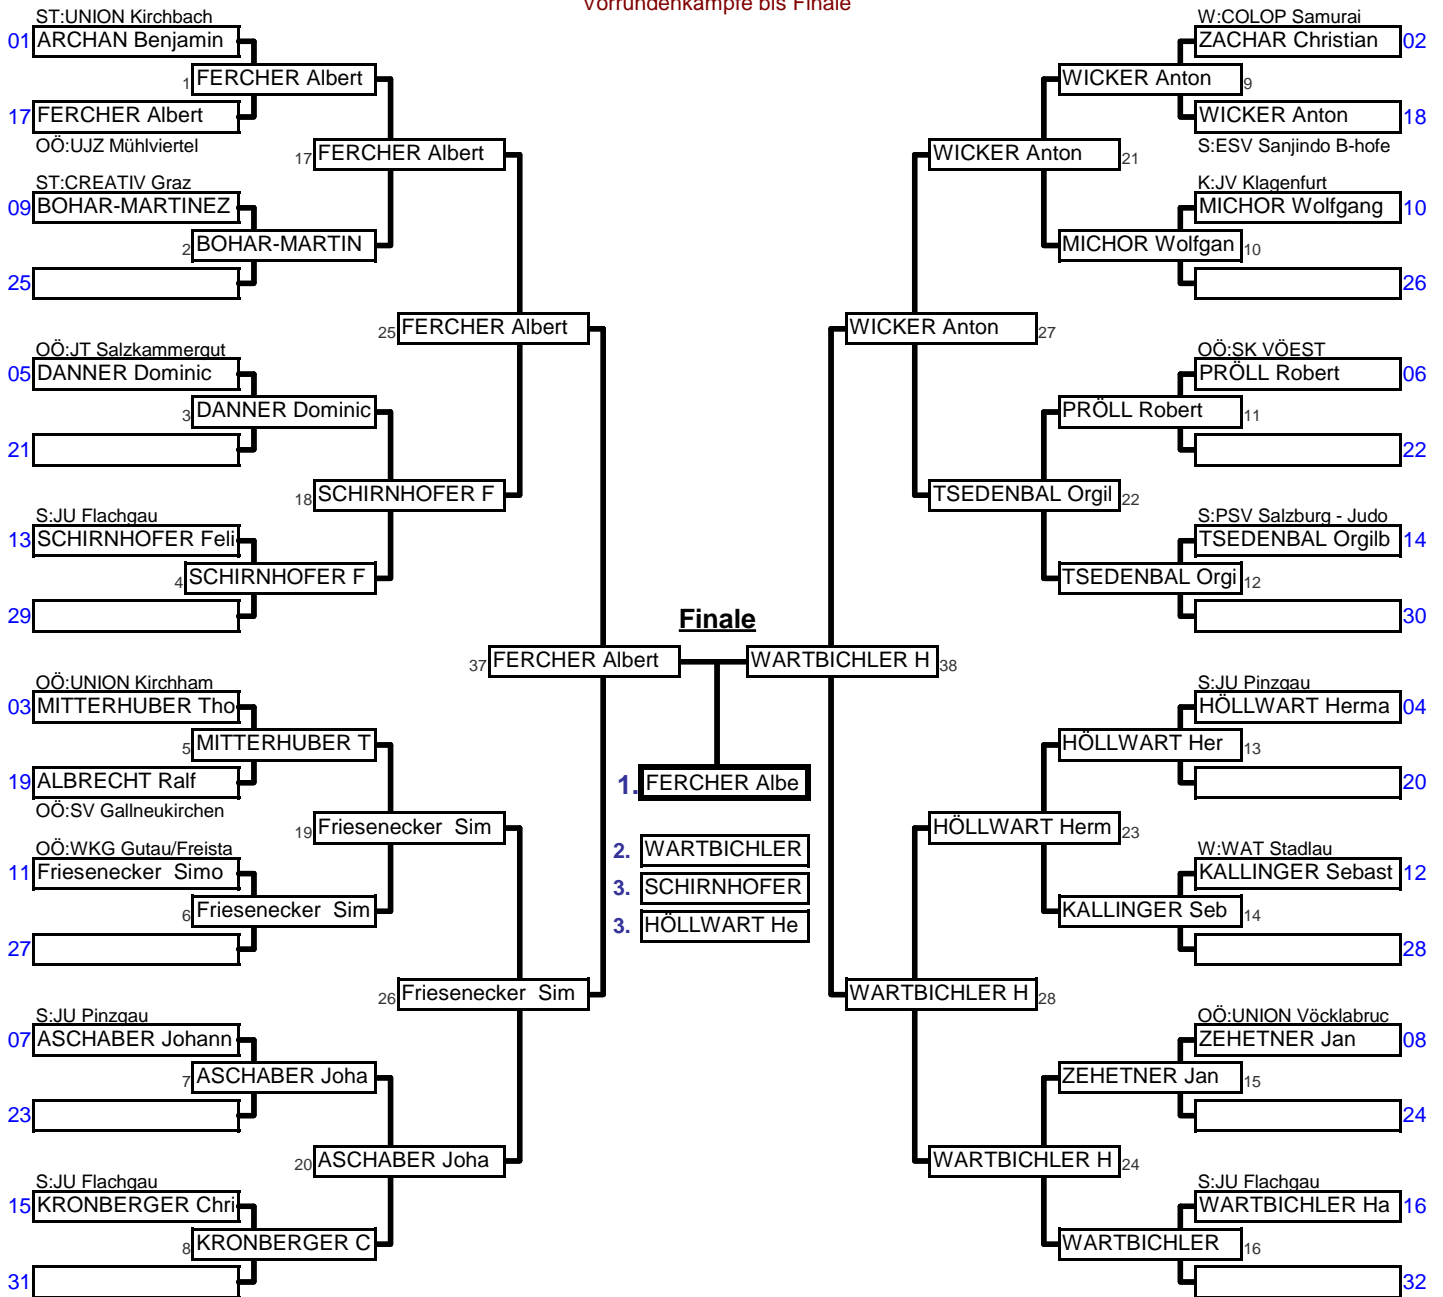 Vorrundenkämpfe bis Finale
ST:UNION Kirchbach
01 ARCHAN Benjamin
1 FERCHER Albert
17 FERCHER Albert
OÖ:UJZ Mühlviertel
17 FERCHER Albert
ST:CREATIV Graz
09 BOHAR-MARTINEZ
2 BOHAR-MARTIN
25
25 FERCHER Albert
OÖ:JT Salzkammergut
05 DANNER Dominic
3 DANNER Dominic
21
18 SCHIRNHOFER F
S:JU Flachgau
13 SCHIRNHOFER Feli
4 SCHIRNHOFER F
29
37 FERCHER Albert
OÖ:UNION Kirchham
03 MITTERHUBER Tho
5 MITTERHUBER T
19 ALBRECHT Ralf
OÖ:SV Gallneukirchen
19 Friesenecker Sim
OÖ:WKG Gutau/Freista
11 Friesenecker Simo
6 Friesenecker Sim
27
26 Friesenecker Sim
S:JU Pinzgau
07 ASCHABER Johann
7 ASCHABER Joha
23
20 ASCHABER Joha
S:JU Flachgau
15 KRONBERGER Chri
8 KRONBERGER C
31
Finale
1. FERCHER Albe
2. WARTBICHLER
3. SCHIRNHOFER
3. HÖLLWART He
W:COLOP Samurai
ZACHAR Christian 02
WICKER Anton 9
WICKER Anton 18
S:ESV Sanjindo B-hofe
WICKER Anton 21
K:JV Klagenfurt
MICHOR Wolfgang 10
MICHOR Wolfgan 10
26
WICKER Anton 27
OÖ:SK VÖEST
PRÖLL Robert 06
PRÖLL Robert 11
22
TSEDENBAL Orgil 22
S:PSV Salzburg - Judo
TSEDENBAL Orgilb 14
TSEDENBAL Orgi 12
30
WARTBICHLER H 38
S:JU Pinzgau
HÖLLWART Herma 04
HÖLLWART Her 13
20
HÖLLWART Herm 23
W:WAT Stadlau
KALLINGER Sebast 12
KALLINGER Seb 14
28
WARTBICHLER H 28
OÖ:UNION Vöcklabruc
ZEHETNER Jan 08
ZEHETNER Jan 15
24
WARTBICHLER H 24
S:JU Flachgau
WARTBICHLER Ha 16
WARTBICHLER 16
32